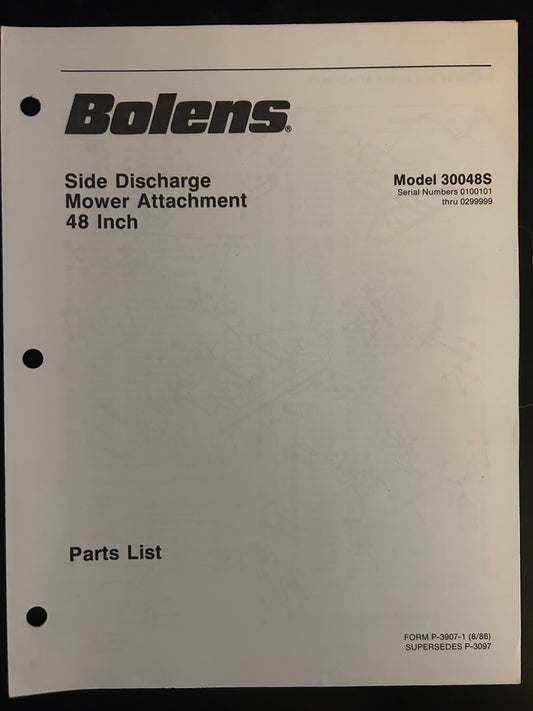 Bolens®
Side Discharge
Mower Attachment
48 Inch
Model 30048S
Serial Numbers 0100101
thru 0299999
Parts List
FORM P-3907-1 (8/86)
SUPERSEDES P-3097